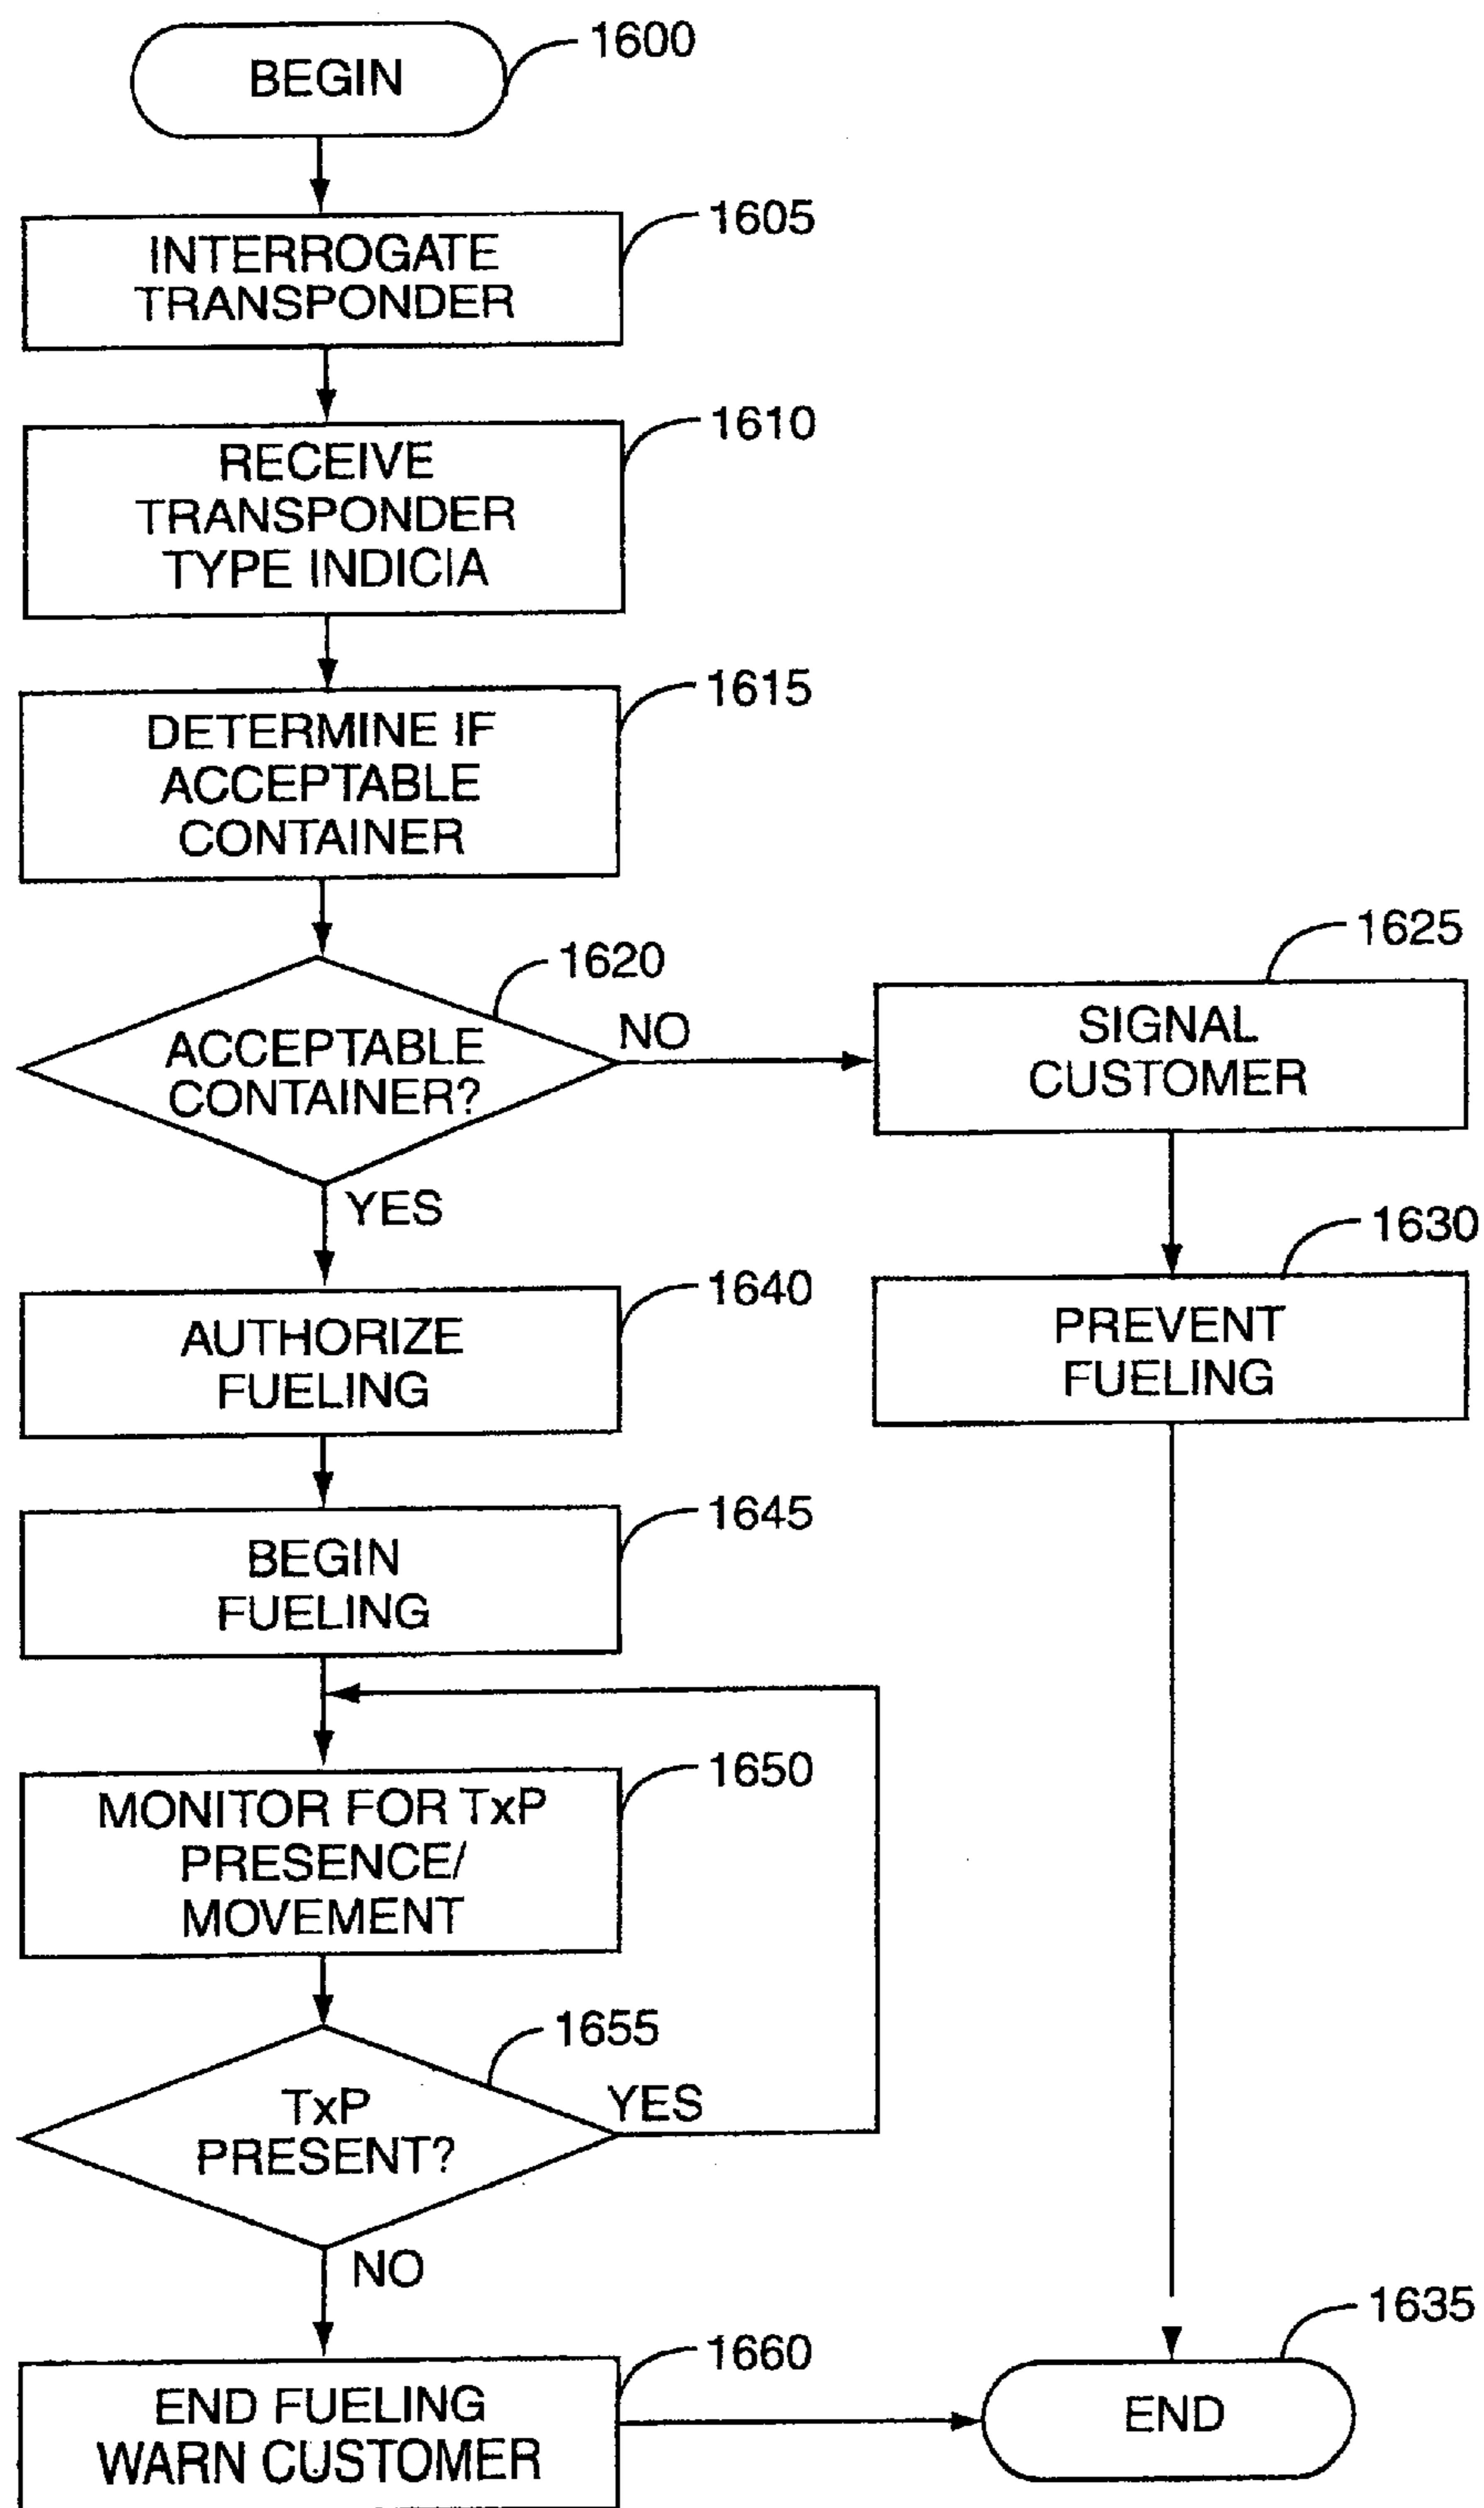 BEGIN
1600
INTERROGATE
TRANSPONDER
1605
RECEIVE
TRANSPONDER
TYPE INDICIA
1610
DETERMINE IF
ACCEPTABLE
CONTAINER
1615
ACCEPTABLE
CONTAINER?
1620
NO
YES
SIGNAL
CUSTOMER
1625
PREVENT
FUELING
1630
AUTHORIZE
FUELING
1640
BEGIN
FUELING
1645
MONITOR FOR TxP
PRESENCE/
MOVEMENT
1650
TxP
PRESENT?
1655
YES
NO
END FUELING
WARN CUSTOMER
1660
END
1635